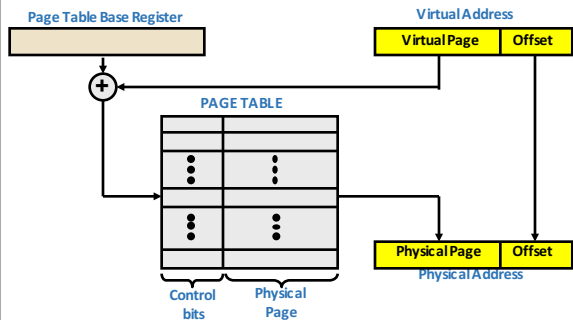 Page Table Base Register
Virtual Address
Virtual Page
Offset
+
PAGE TABLE
Physical Page
Offset
Physical Address
Control
bits
Physical
Page